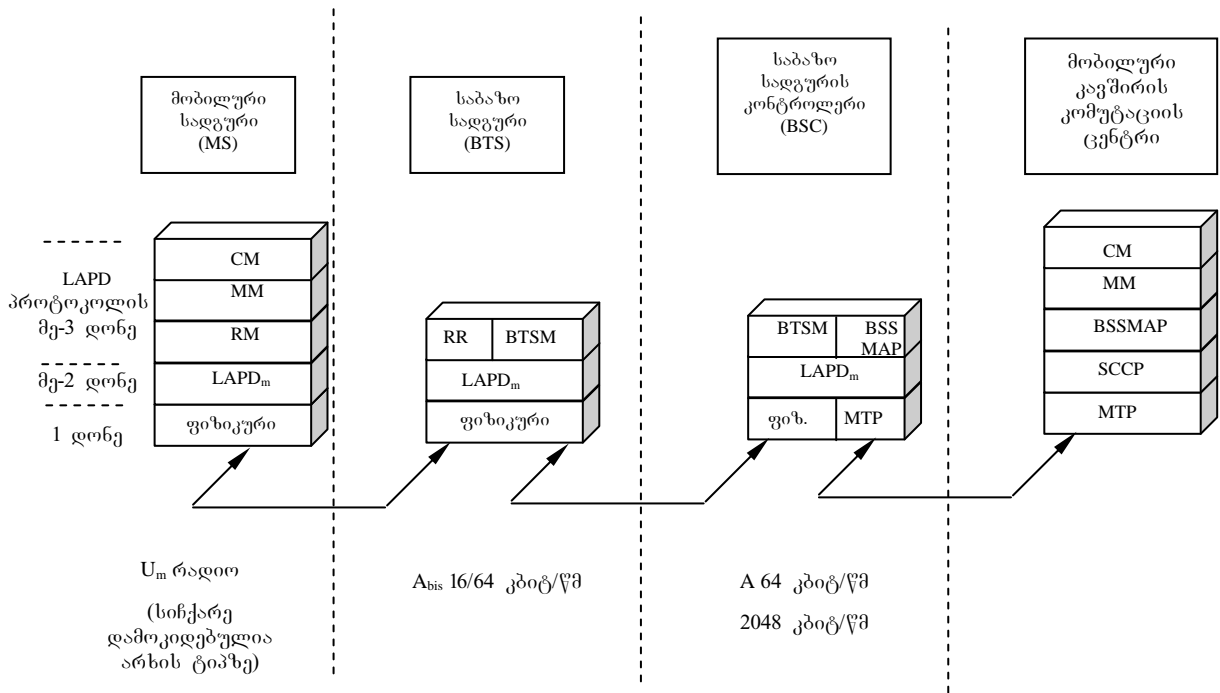 მობილური
სადგური
(MS)
საბაზო
სადგური
(BTS)
საბაზო
სადგურის
კონტროლერი
(BSC)
მობილური
კავშირის
კომუტაციის
ცენტრი
LAPD
პროტოკოლის
მე-3 დონე
მე-2 დონე
1 დონე
CM
MM
RM
LAPDm
ფიზიკური
RR BTSM
LAPDm
ფიზიკური
BTSM BSS
MAP
LAPDm
ფიზ. MTP
CM
MM
BSSMAP
SCCP
MTP
Um რადიო
(სიჩქარე
დამოკიდებულია
არხის ტიპზე)
Abis 16/64 კბიტ/წმ
A 64 კბიტ/წმ
2048 კბიტ/წმ